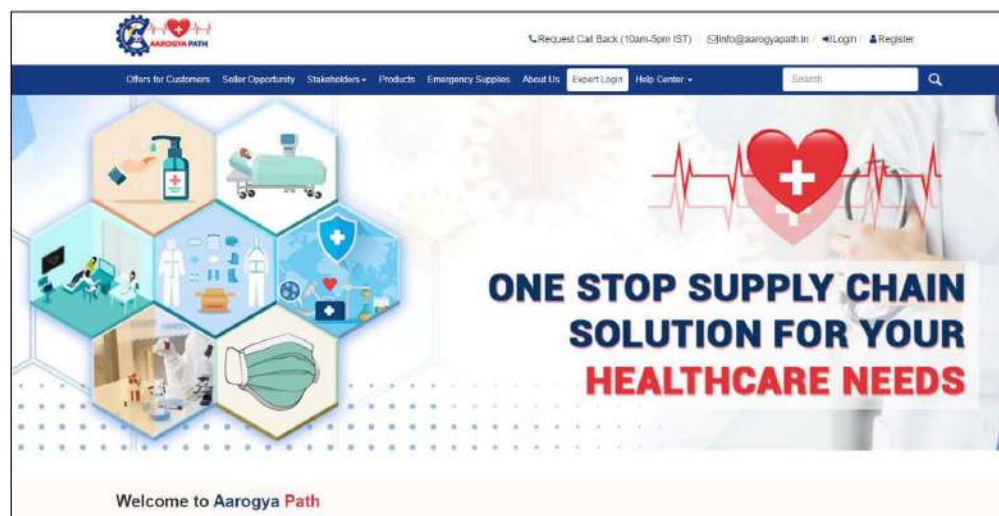 AAROGYA PATH
Request Call Back (10am-5pm IST) Info@aarogyapath.in Login Register
Offers for Customers Seller Opportunity Stakeholders Products Emergency Supplies About Us Expert Login Help Center Search
ONE STOP SUPPLY CHAIN
SOLUTION FOR YOUR
HEALTHCARE NEEDS
Welcome to Aarogya Path